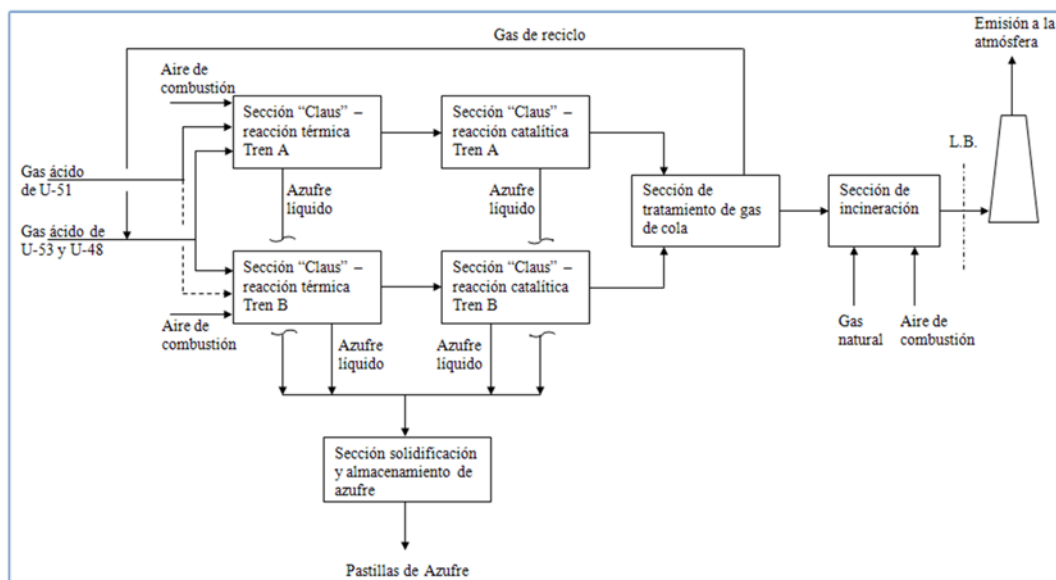 Gas de reciclo
Emisión a la
atmósfera
Aire de
combustión
Sección “Claus” –
reacción térmica
Tren A
Sección “Claus” –
reacción catalítica
Tren A
L.B.
Gas ácido
de U-51
Azufre
líquido
Azufre
líquido
Sección de
tratamiento de gas
de cola
Sección de
incineración
Gas ácido de
U-53 y U-48
Sección “Claus” –
reacción térmica
Tren B
Sección “Claus” –
reacción catalítica
Tren B
Aire de
combustión
Gas
natural
Aire de
combustión
Azufre
líquido
Azufre
líquido
Sección solidificación
y almacenamiento de
azufre
Pastillas de Azufre